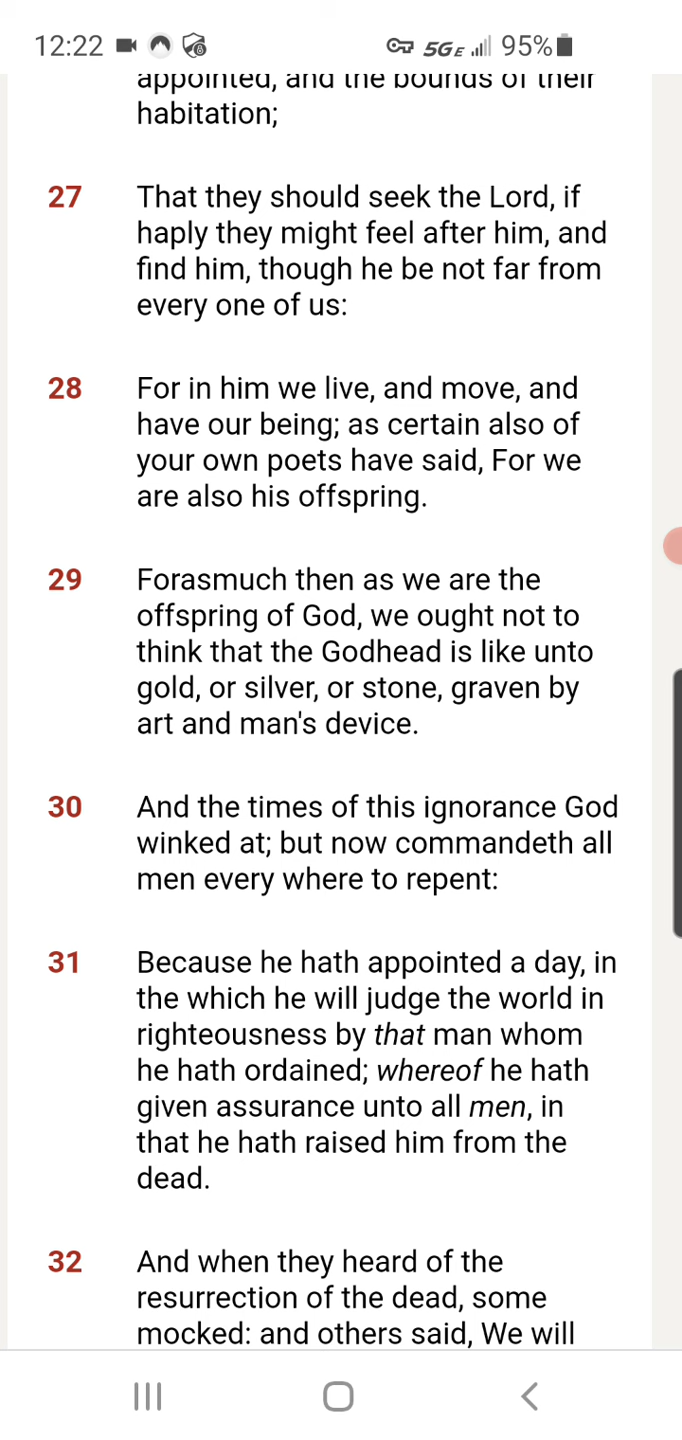 12:22 5GE 95%
appointed, and the bounds of their
habitation;
27 That they should seek the Lord, if
haply they might feel after him, and
find him, though he be not far from
every one of us:
28 For in him we live, and move, and
have our being; as certain also of
your own poets have said, For we
are also his offspring.
29 Forasmuch then as we are the
offspring of God, we ought not to
think that the Godhead is like unto
gold, or silver, or stone, graven by
art and man's device.
30 And the times of this ignorance God
winked at; but now commandeth all
men every where to repent:
31 Because he hath appointed a day, in
the which he will judge the world in
righteousness by that man whom
he hath ordained; whereof he hath
given assurance unto all men, in
that he hath raised him from the
dead.
32 And when they heard of the
resurrection of the dead, some
mocked: and others said, We will